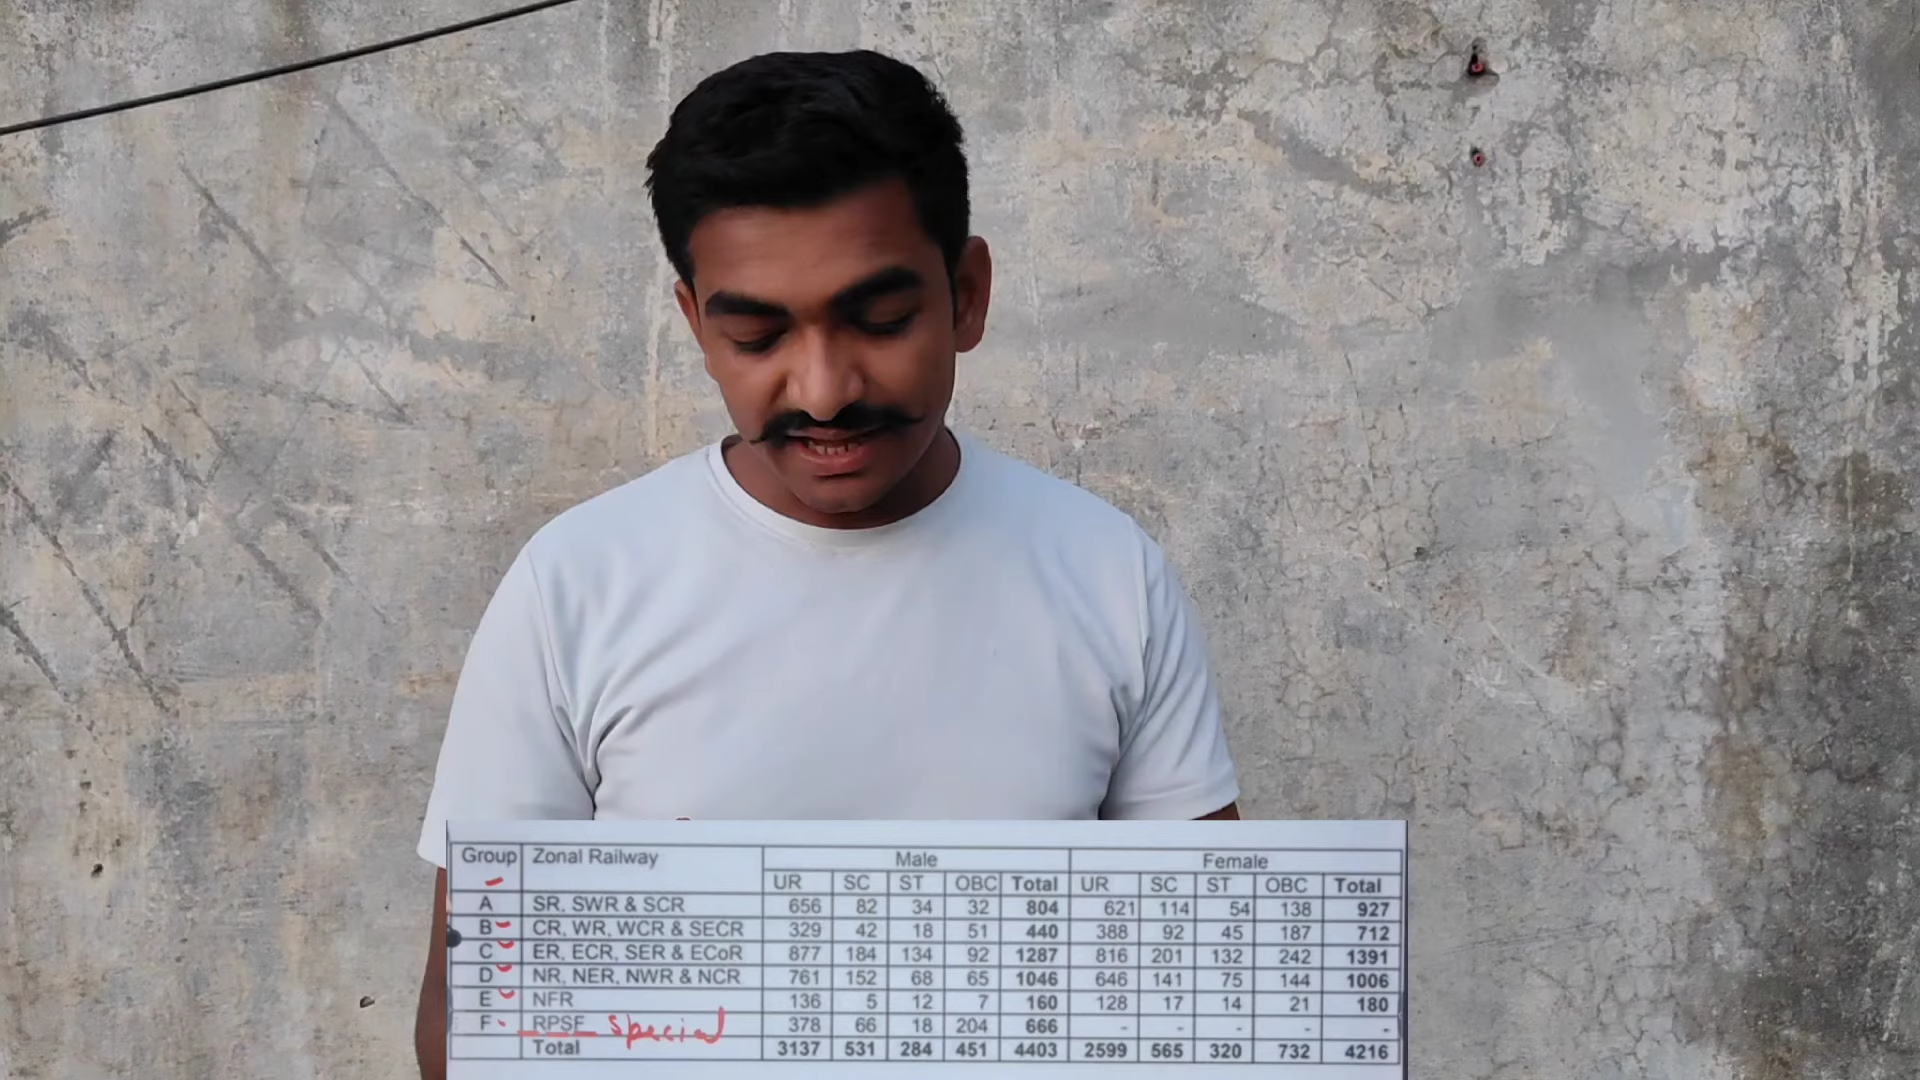 Group Zonal Railway Male Female
UR SC ST OBC Total UR SC ST OBC Total
A SR, SWR & SCR 656 82 34 32 804 621 114 54 138 927
B CR, WR, WCR & SECR 329 42 18 51 440 388 92 45 187 712
C ER, ECR, SER & ECoR 877 184 134 92 1287 816 201 132 242 1391
D NR, NER, NWR & NCR 761 152 68 65 1046 646 141 75 144 1006
E NFR 136 5 12 7 160 128 17 14 21 180
F RPSF special 378 66 18 204 666 - - - - -
Total 3137 531 284 451 4403 2599 565 320 732 4216